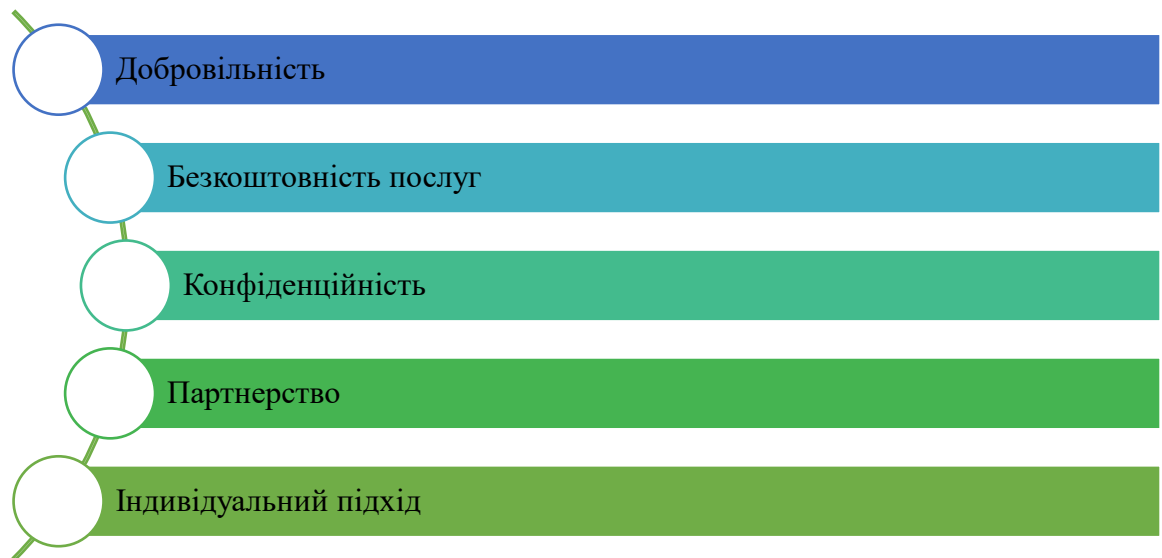 Добровільність
Безкоштовність послуг
Конфіденційність
Партнерство
Індивідуальний підхід